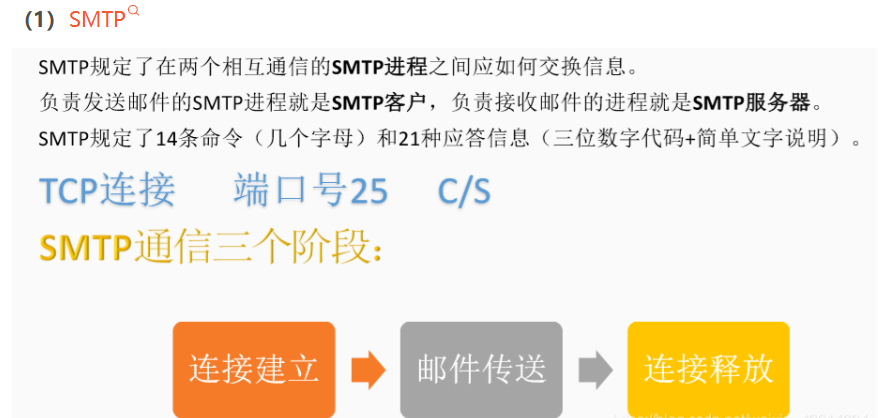 (1) SMTP
SMTP规定了在两个相互通信的SMTP进程之间应如何交换信息。
负责发送邮件的SMTP进程就是SMTP客户，负责接收邮件的进程就是SMTP服务器。
SMTP规定了14条命令（几个字母）和21种应答信息（三位数字代码+简单文字说明）。
TCP连接 端口号25 C/S
SMTP通信三个阶段：
连接建立 邮件传送 连接释放